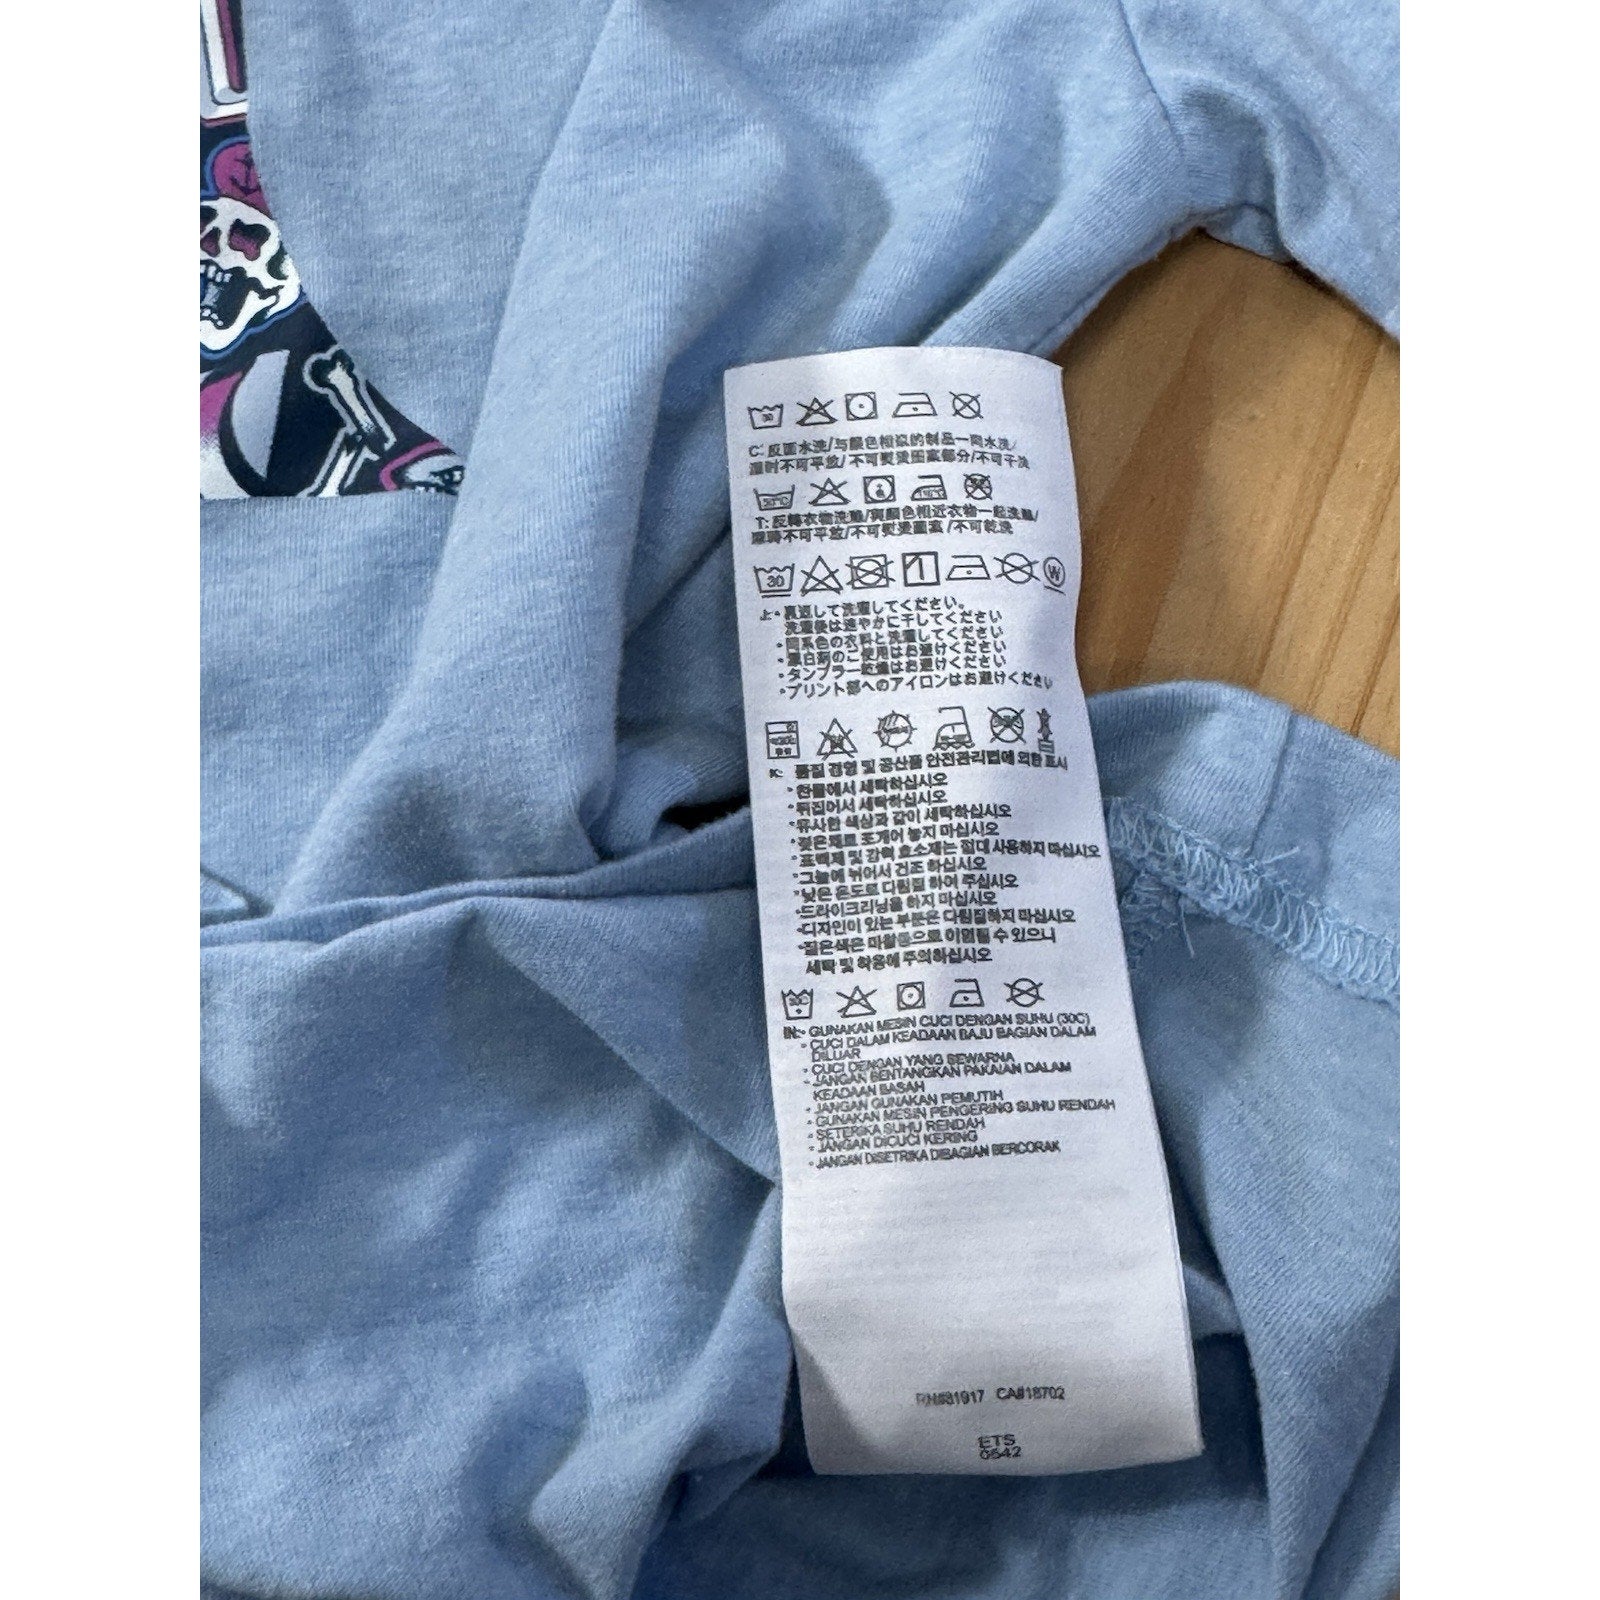 30
C: 反面水洗/与颜色相似的制品一同水洗/
湿时不可平放/不可熨烫图案部分/不可干洗
30°C
T: 反轉衣物洗滌/與顏色相近衣物一起洗滌/
濕時不可平放/不可熨燙圖案/不可乾洗
30
W
上・裏返して洗濯してください。
洗濯後は速やかに干してください
・同系色の衣料と洗濯してください
・漂白剤のご使用はお避けください
・タンブラー乾燥はお避けください
・プリント部へのアイロンはお避けください
K: 품질 경영 및 공산품 안전관리법에 의한 표시
・찬물에서 세탁하십시오
・뒤집어서 세탁하십시오
・유사한 색상과 같이 세탁하십시오
・젖은채로 포개어 놓지 마십시오
・표백제 및 강력 효소제는 절대 사용하지 마십시오
・그늘에 뉘어서 건조 하십시오
・낮은 온도로 다림질 하여 주십시오
・드라이크리닝을 하지 마십시오
・디자인이 있는 부분은 다림질하지 마십시오
・짙은색은 마찰등으로 이염될 수 있으니
세탁 및 착용에 주의하십시오
30C
IN:・GUNAKAN MESIN CUCI DENGAN SUHU (30C)
・CUCI DALAM KEADAAN BAJU BAGIAN DALAM
DILUAR
・CUCI DENGAN YANG SEWARNA
・JANGAN BENTANGKAN PAKAIAN DALAM
KEADAAN BASAH
・JANGAN GUNAKAN PEMUTIH
・GUNAKAN MESIN PENGERING SUHU RENDAH
・SETERIKA SUHU RENDAH
・JANGAN DICUCI KERING
・JANGAN DISETRIKA DIBAGIAN BERCORAK
RN#81917 CA#18702
ETS
0542